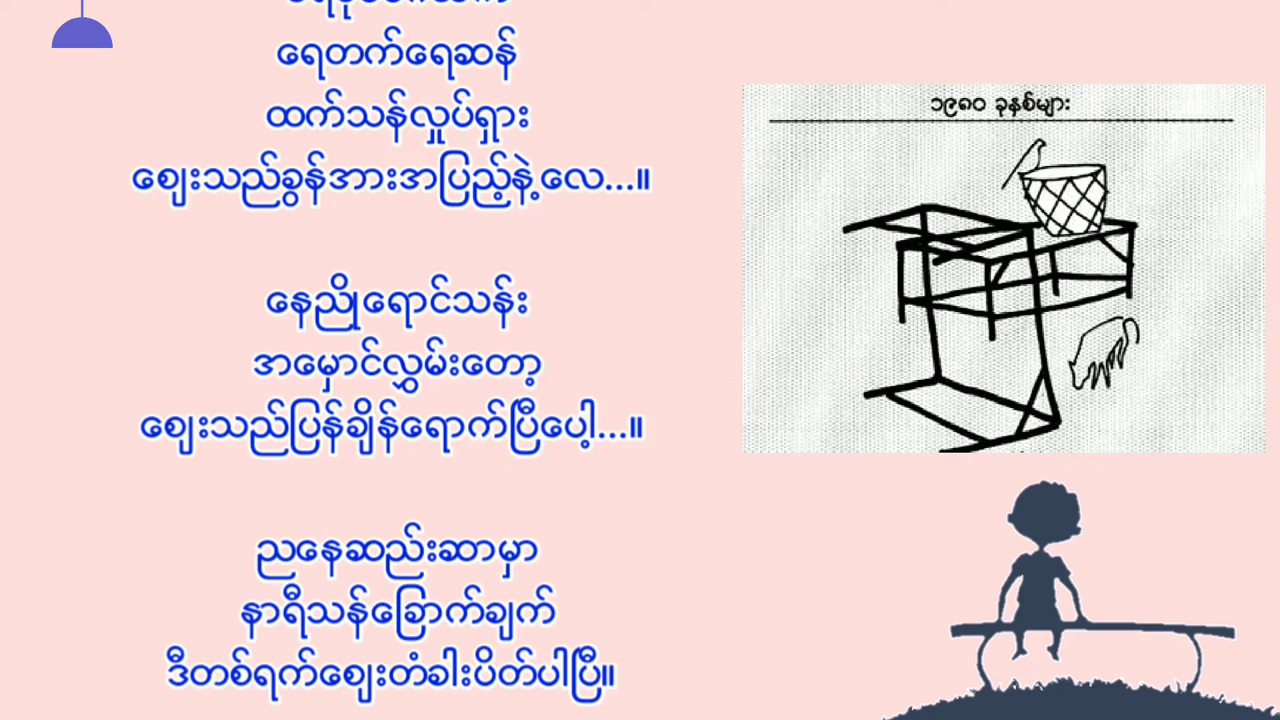 ရေတက်ရေဆန်
ထက်သန်လှုပ်ရှား
ဈေးသည်ခွန်အားအပြည့်နဲ့လေ...။
နေညိုရောင်သန်း
အမှောင်လွှမ်းတော့
ဈေးသည်ပြန်ချိန်ရောက်ပြီပေါ့...။
ညနေဆည်းဆာမှာ
နာရီသန်ခြောက်ချက်
ဒီတစ်ရက်ဈေးတံခါးပိတ်ပါပြီ။
၁၉၈၀ ခုနှစ်များ